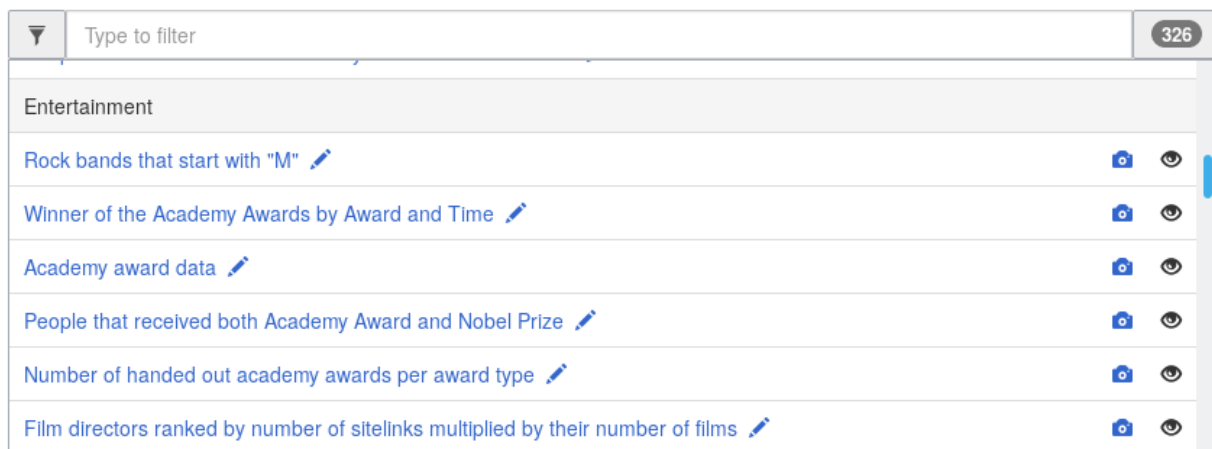 Type to filter
326
Entertainment
Rock bands that start with "M"
Winner of the Academy Awards by Award and Time
Academy award data
People that received both Academy Award and Nobel Prize
Number of handed out academy awards per award type
Film directors ranked by number of sitelinks multiplied by their number of films